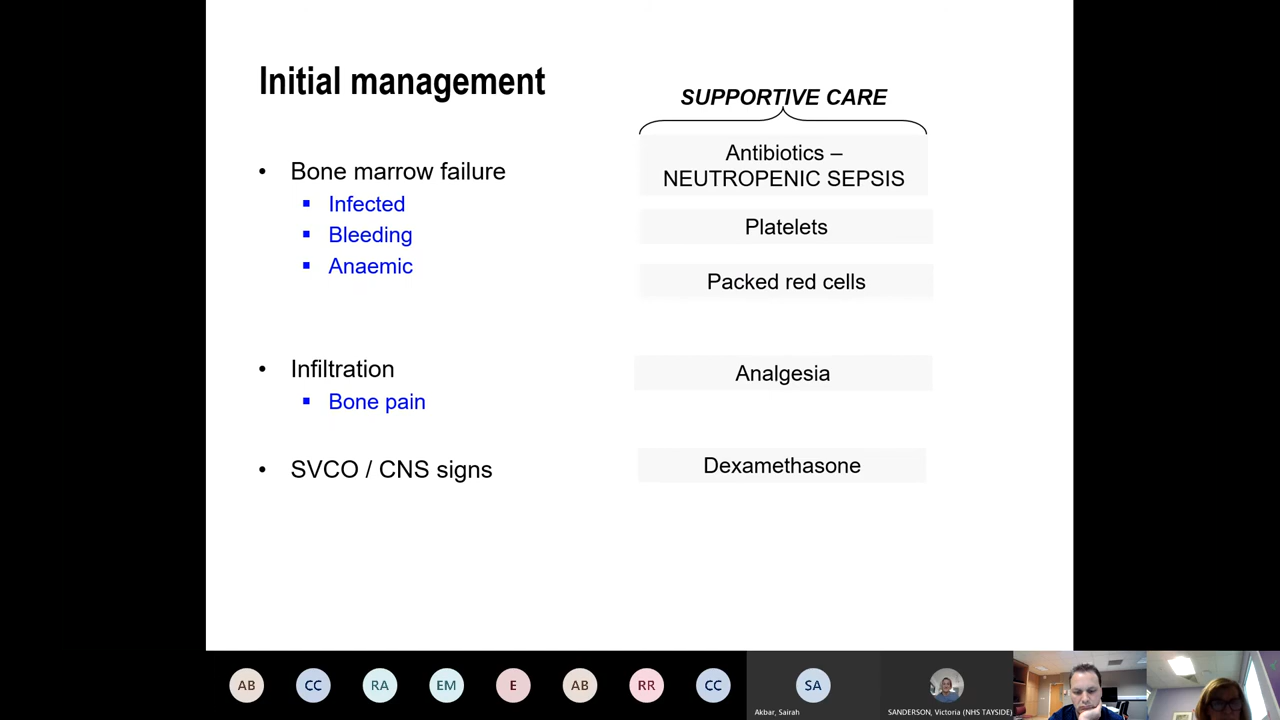 Initial management
SUPPORTIVE CARE
Antibiotics –
NEUTROPENIC SEPSIS
• Bone marrow failure
▪ Infected
▪ Bleeding
▪ Anaemic
Platelets
Packed red cells
• Infiltration
▪ Bone pain
Analgesia
• SVCO / CNS signs
Dexamethasone
AB
CC
RA
EM
E
AB
RR
CC
SA
Akbar, Sairah
SANDERSON, Victoria (NHS TAYSIDE)